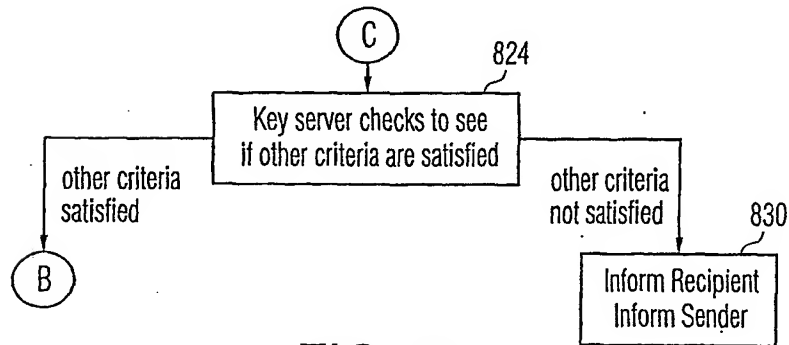 C
824
Key server checks to see
if other criteria are satisfied
other criteria
satisfied
other criteria
not satisfied
B
830
Inform Recipient
Inform Sender